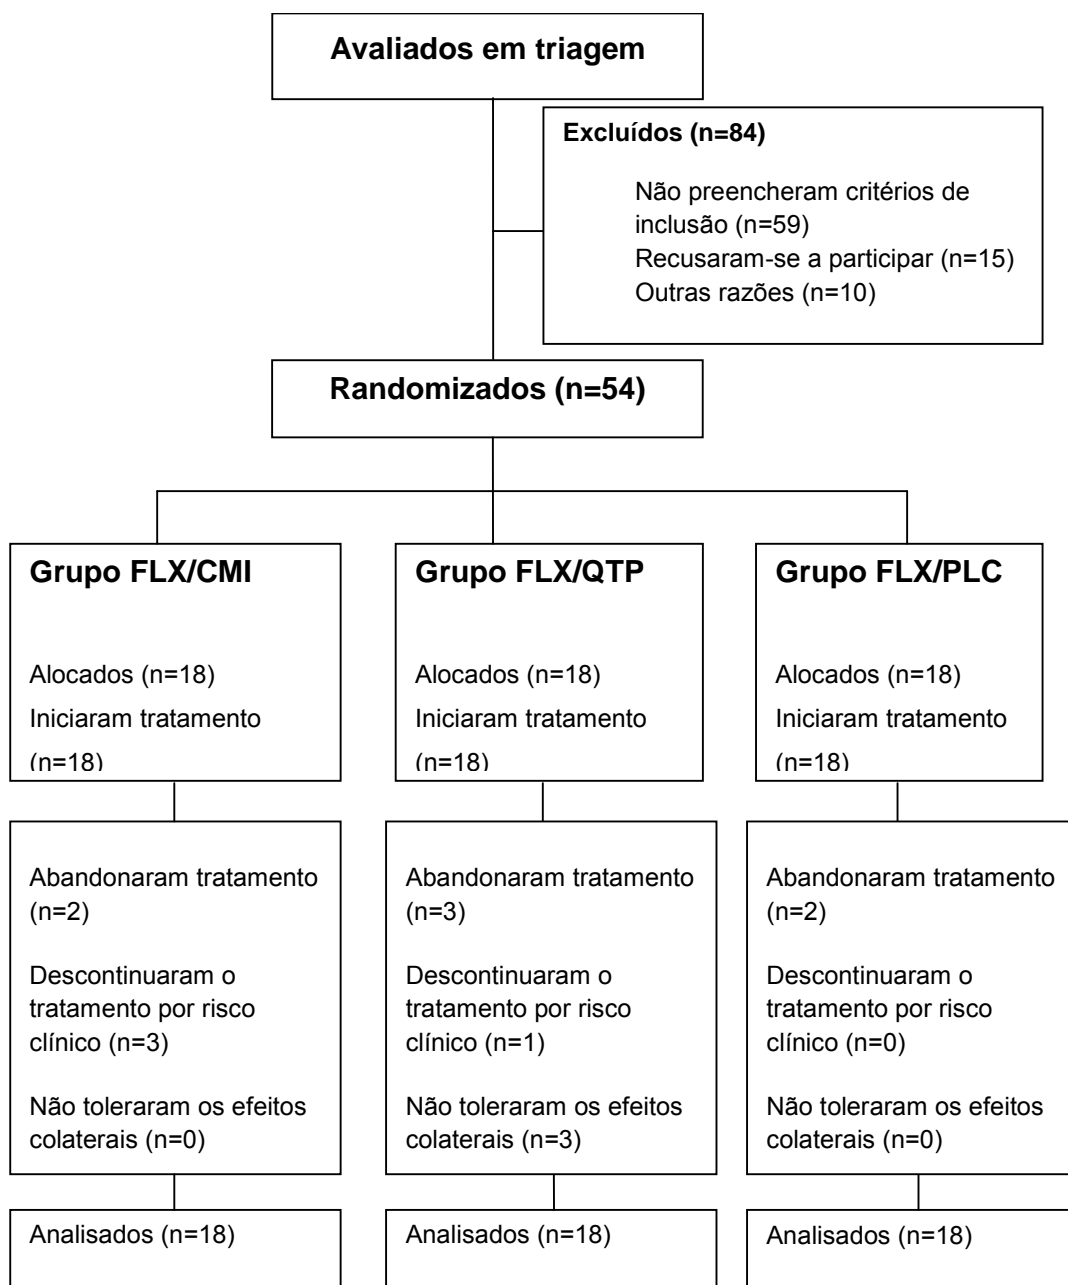 Avaliados em triagem
Excluídos (n=84)
Não preencheram critérios de
inclusão (n=59)
Recusaram-se a participar (n=15)
Outras razões (n=10)
Randomizados (n=54)
Grupo FLX/CMI
Alocados (n=18)
Iniciaram tratamento
(n=18)
Grupo FLX/QTP
Alocados (n=18)
Iniciaram tratamento
(n=18)
Grupo FLX/PLC
Alocados (n=18)
Iniciaram tratamento
(n=18)
Abandonaram tratamento
(n=2)
Descontinuaram o
tratamento por risco
clínico (n=3)
Não toleraram os efeitos
colaterais (n=0)
Abandonaram tratamento
(n=3)
Descontinuaram o
tratamento por risco
clínico (n=1)
Não toleraram os efeitos
colaterais (n=3)
Abandonaram tratamento
(n=2)
Descontinuaram o
tratamento por risco
clínico (n=0)
Não toleraram os efeitos
colaterais (n=0)
Analisados (n=18)
Analisados (n=18)
Analisados (n=18)